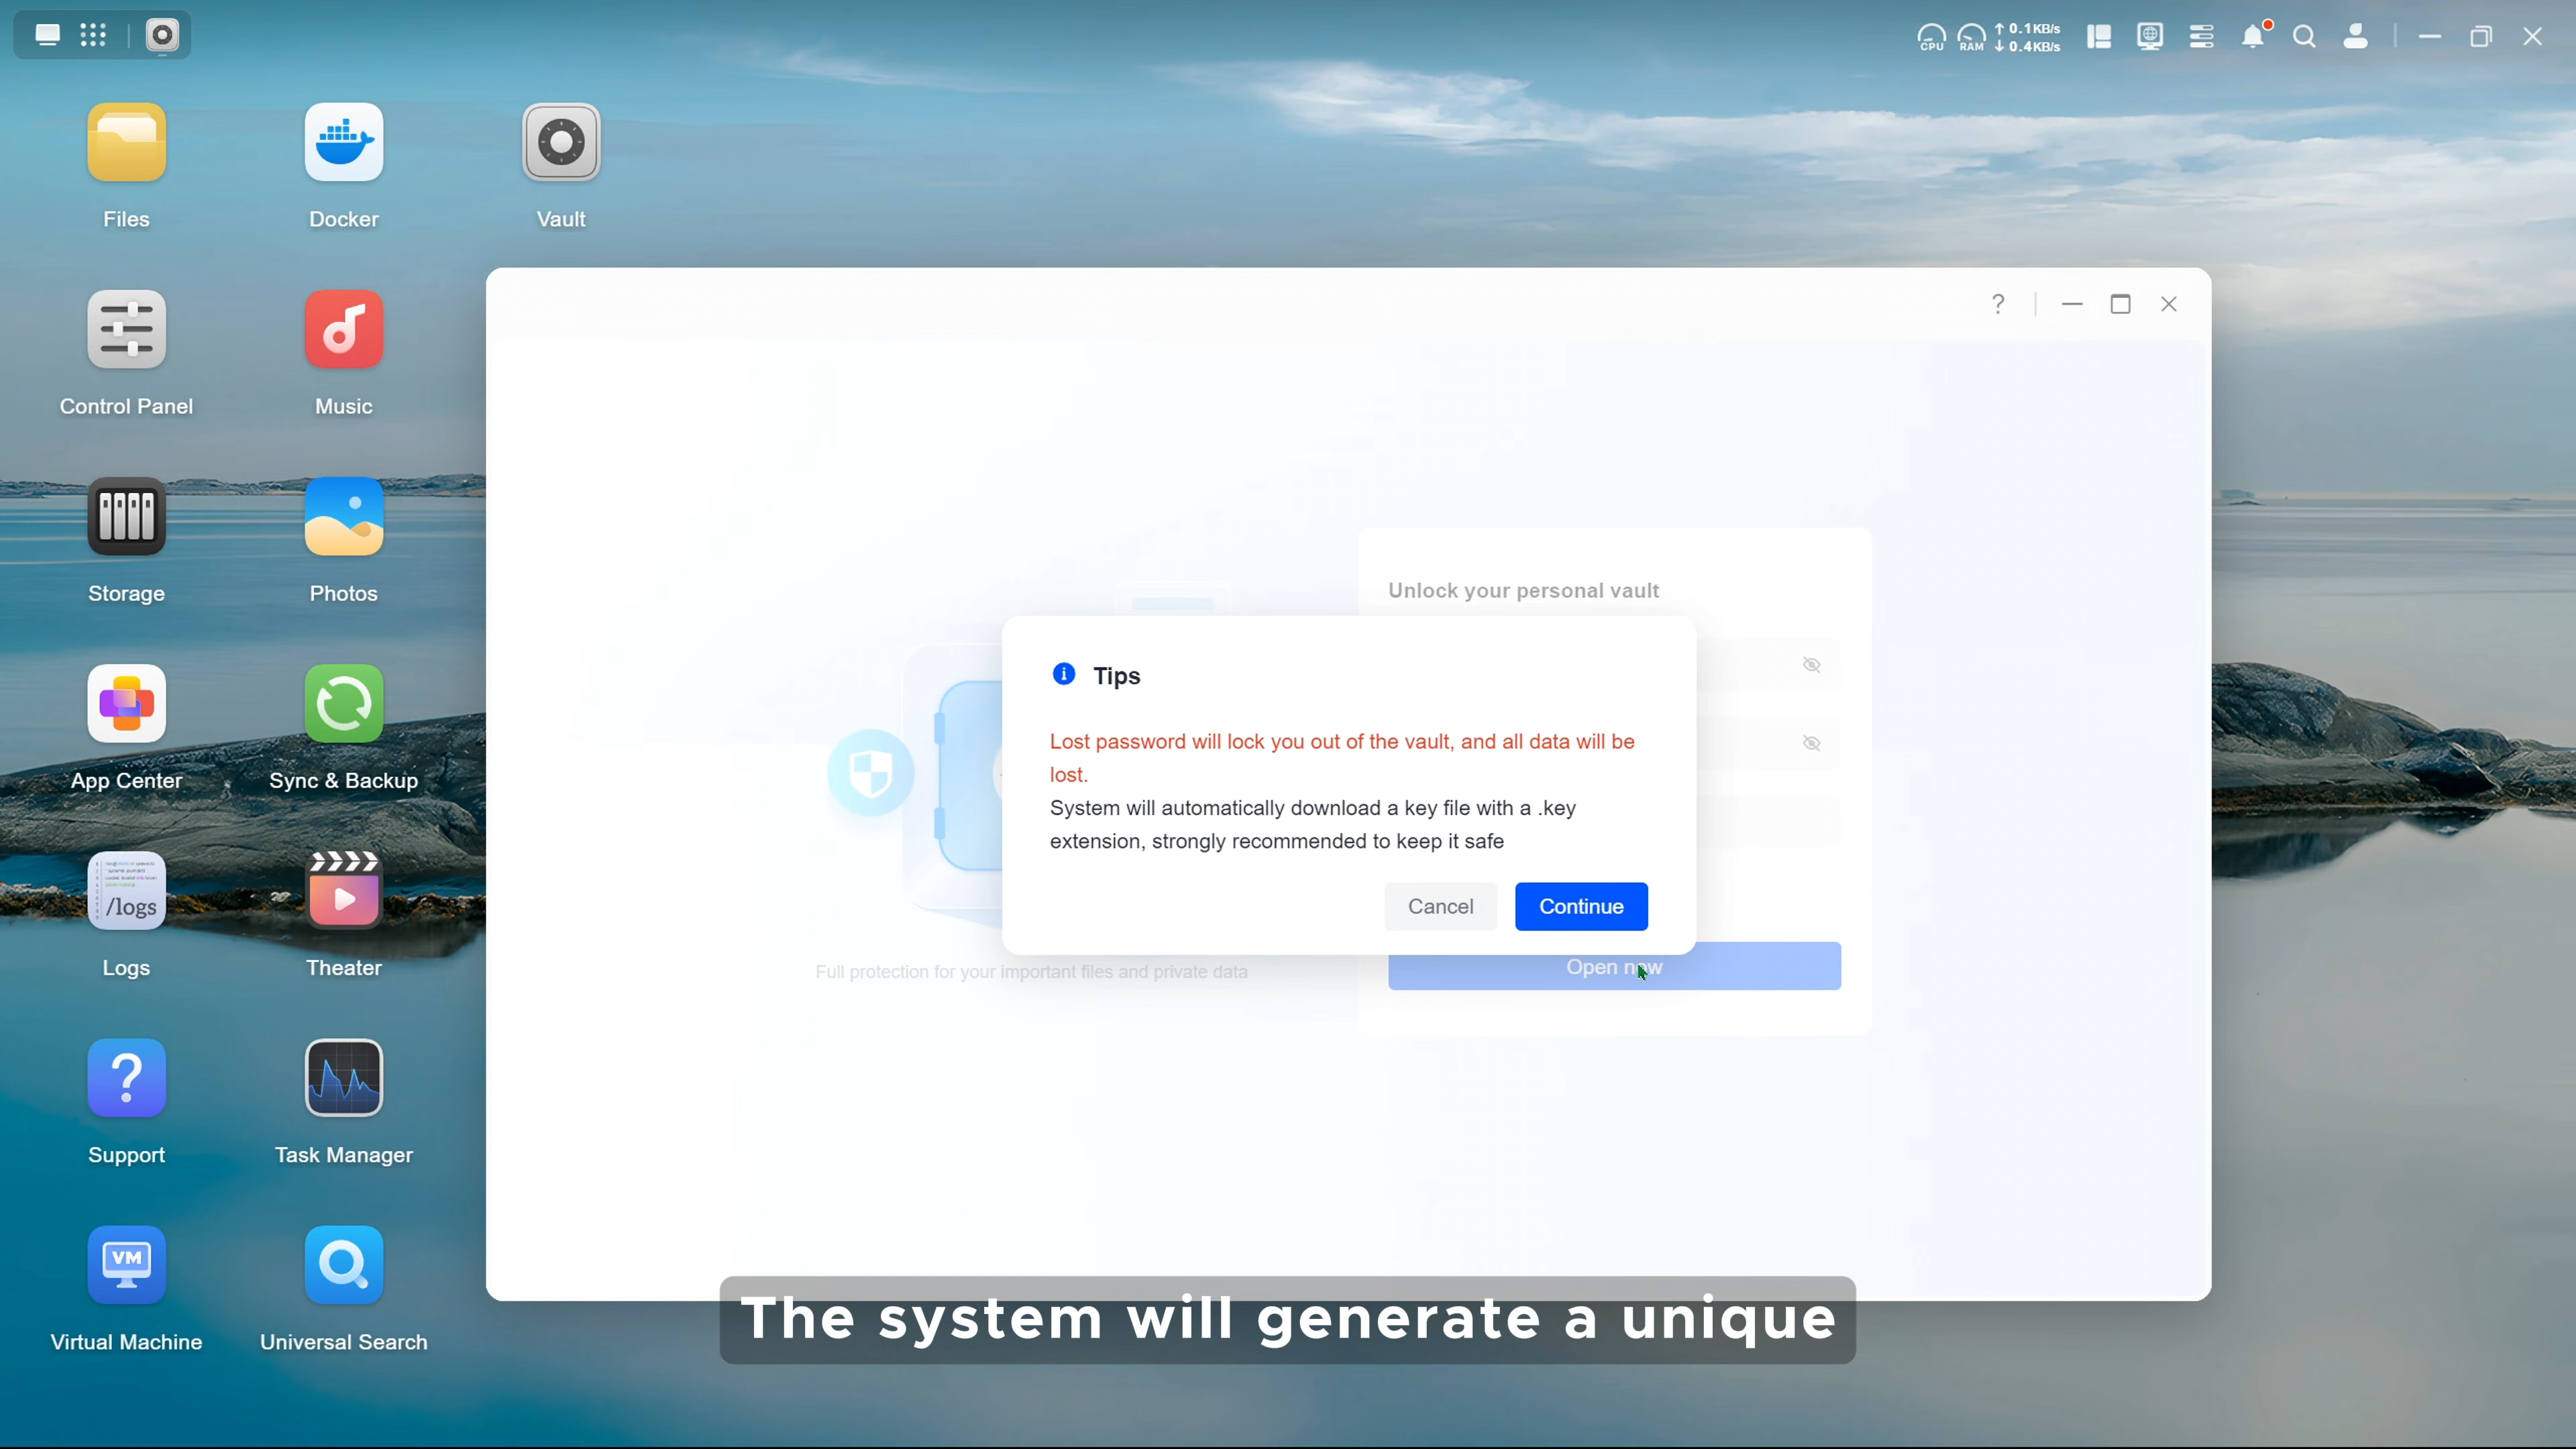 CPU
RAM
0.1KB/s
0.4KB/s
Files
Docker
Vault
Control Panel
Music
Storage
Photos
App Center
Sync & Backup
/logs
Logs
Theater
Support
Task Manager
VM
Virtual Machine
Universal Search
Unlock your personal vault
Tips
Lost password will lock you out of the vault, and all data will be
lost.
System will automatically download a key file with a .key
extension, strongly recommended to keep it safe
Cancel
Continue
Open now
Full protection for your important files and private data
The system will generate a unique